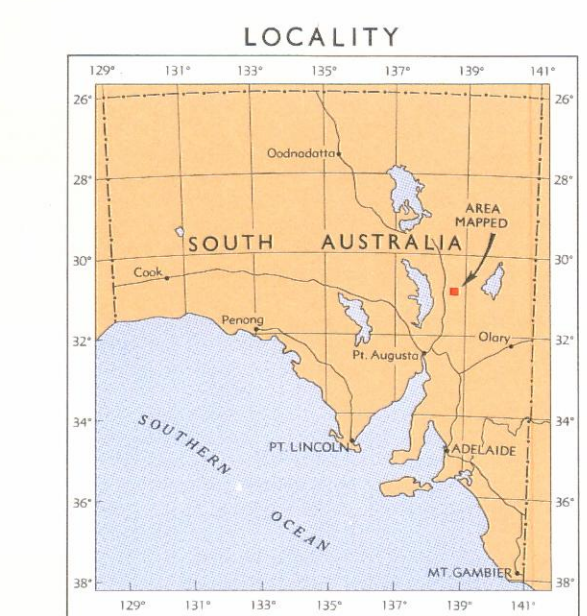 LOCALITY
129° 131° 133° 135° 137° 139° 141°
26° 26°
Oodnadatta
28° 28°
AREA
MAPPED
SOUTH AUSTRALIA
30° 30°
Cook
Penong
Olary
32° 32°
Pt. Augusta
34° 34°
SOUTHERN
PT. LINCOLN
ADELAIDE
36° 36°
OCEAN
MT. GAMBIER
38° 38°
129° 131° 133° 135° 137° 139° 141°